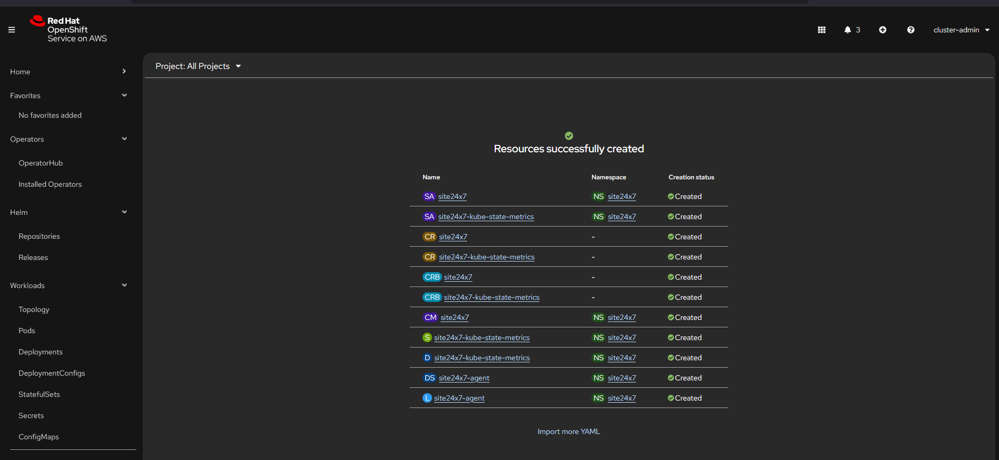 Red Hat
OpenShift
Service on AWS
3
cluster-admin
Home
Favorites
No favorites added
Operators
OperatorHub
Installed Operators
Helm
Repositories
Releases
Workloads
Topology
Pods
Deployments
DeploymentConfigs
StatefulSets
Secrets
ConfigMaps
Project: All Projects
Resources successfully created
Name Namespace Creation status
SA site24x7 NS site24x7 Created
SA site24x7-kube-state-metrics NS site24x7 Created
CR site24x7 - Created
CR site24x7-kube-state-metrics - Created
CRB site24x7 - Created
CRB site24x7-kube-state-metrics - Created
CM site24x7 NS site24x7 Created
S site24x7-kube-state-metrics NS site24x7 Created
D site24x7-kube-state-metrics NS site24x7 Created
DS site24x7-agent NS site24x7 Created
L site24x7-agent NS site24x7 Created
Import more YAML